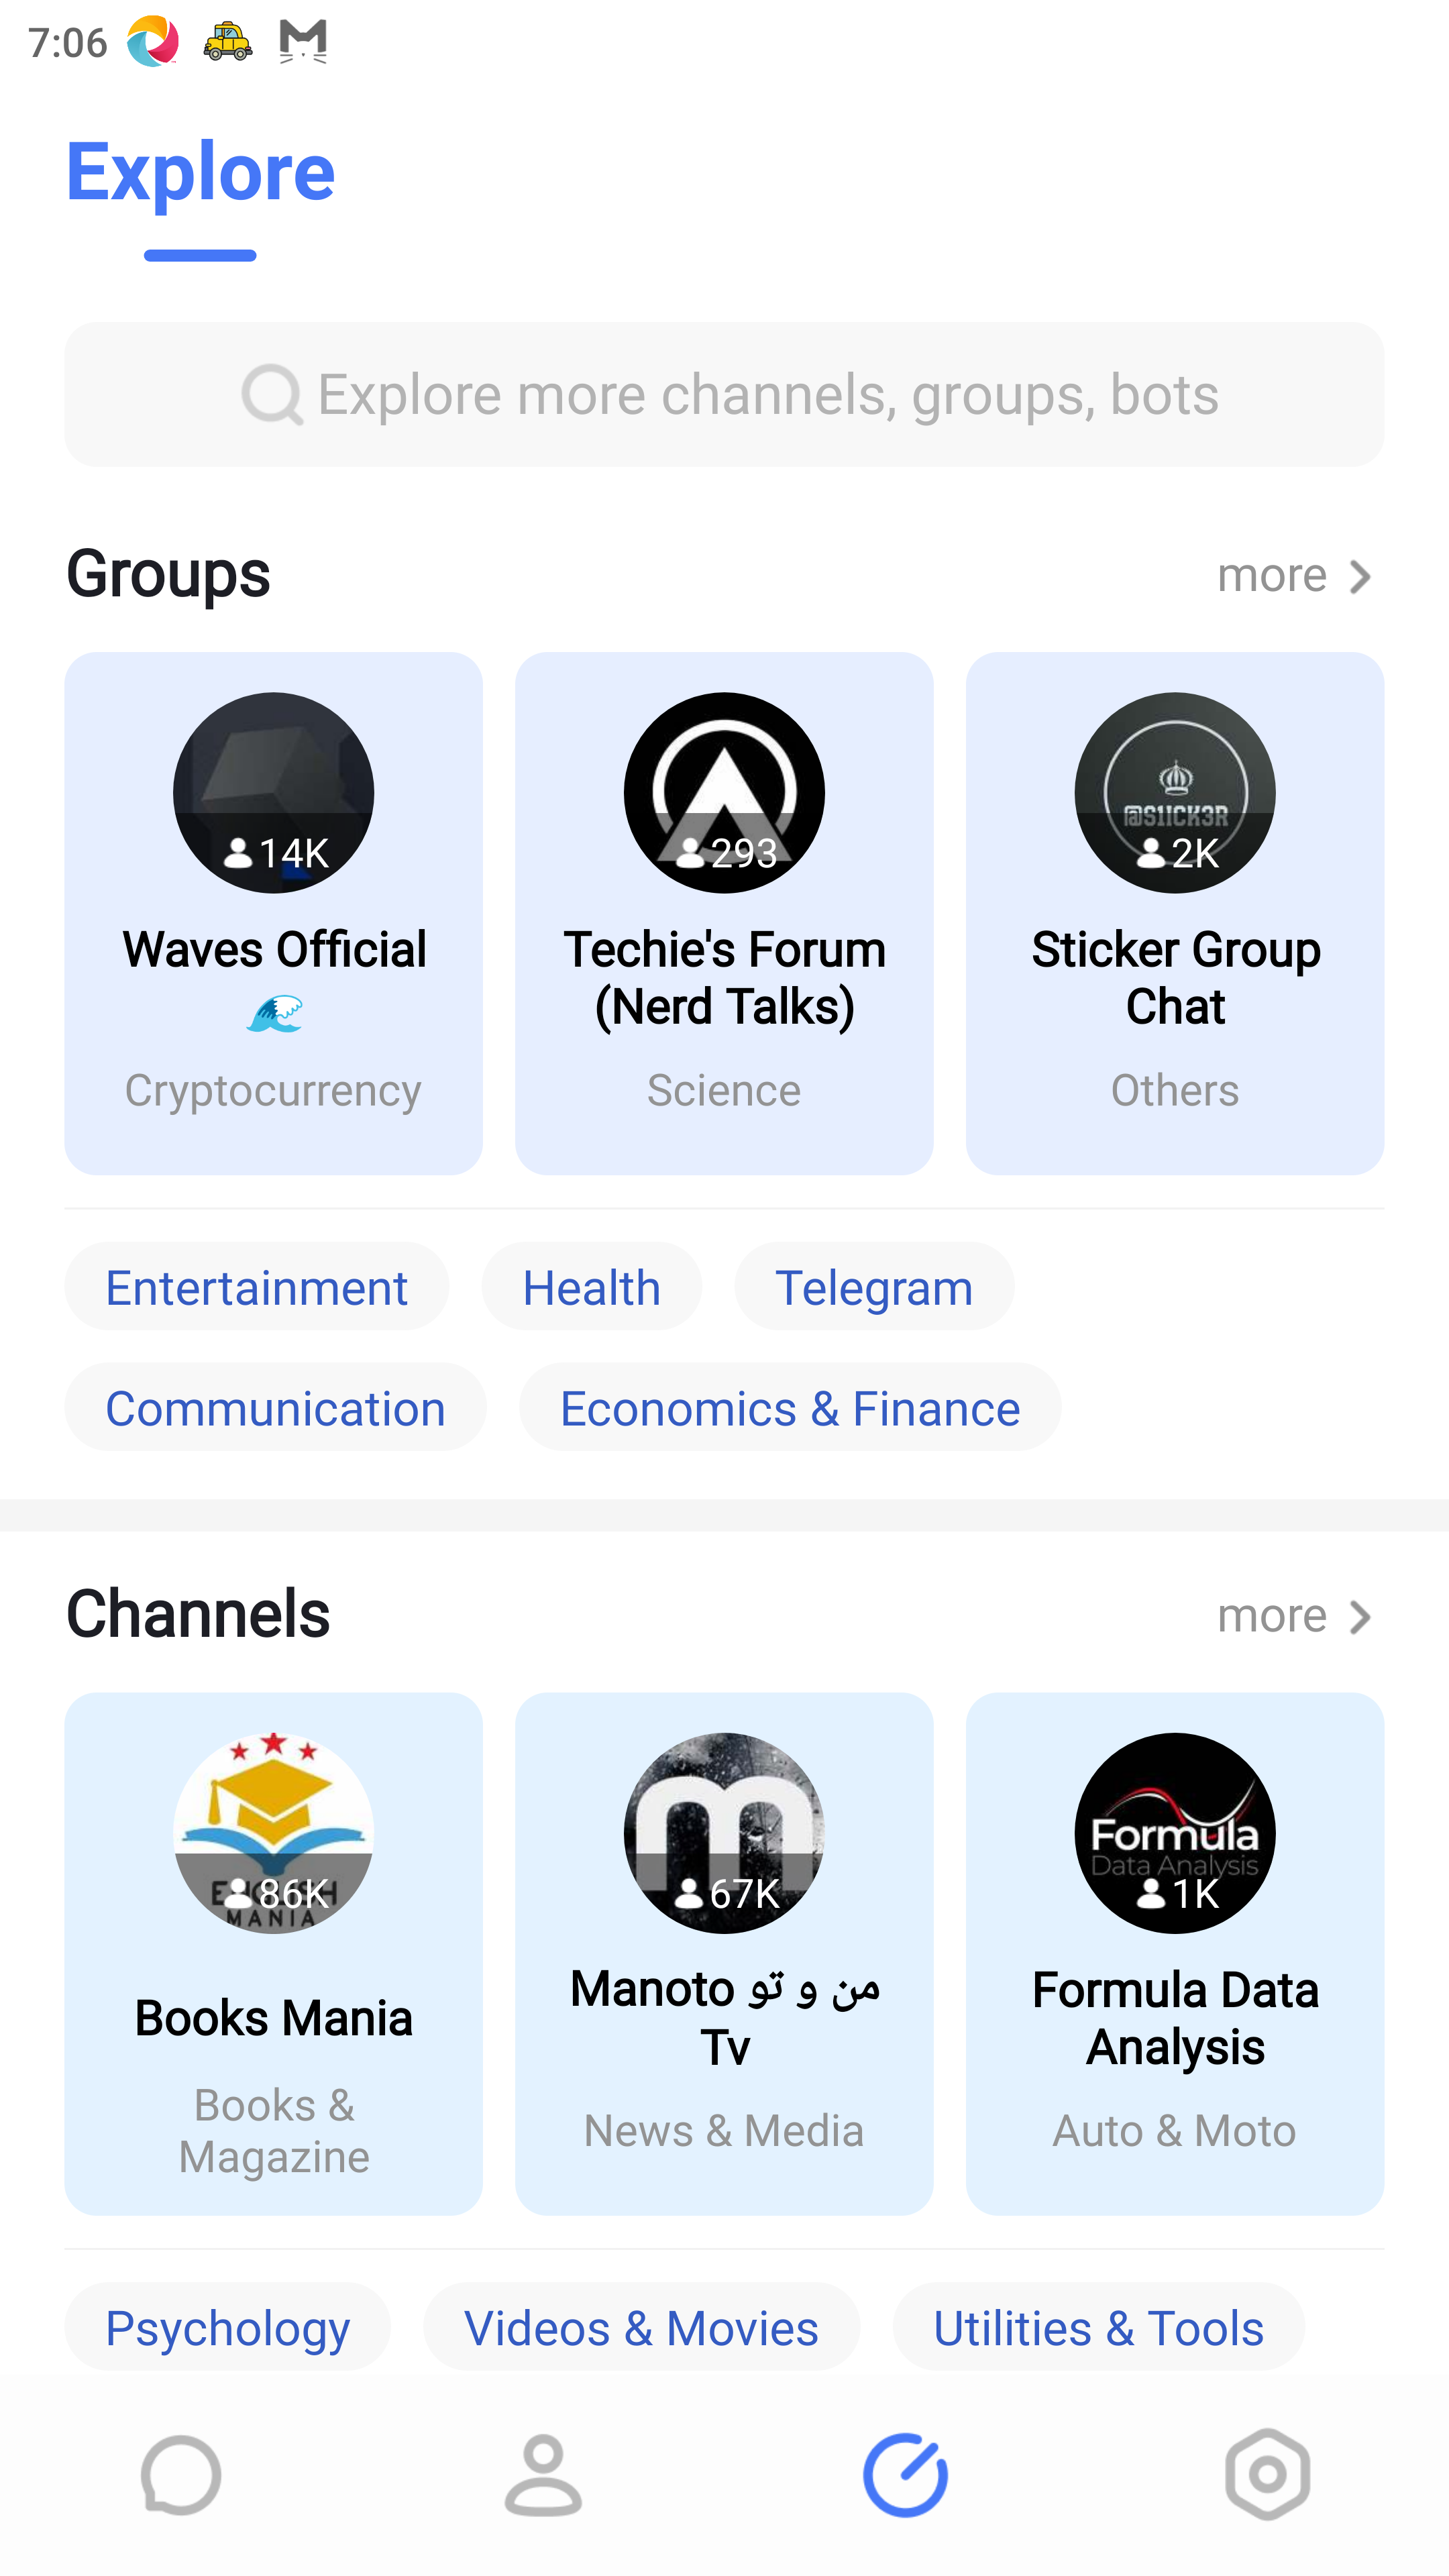 7:06
Explore
Explore more channels, groups, bots
Groups
more
@S1ICK3R
14K
293
2K
Waves Official
🌊
Techie's Forum
(Nerd Talks)
Sticker Group
Chat
Cryptocurrency
Science
Others
Entertainment
Health
Telegram
Communication
Economics & Finance
Channels
more
Formula
Data Analysis
86K
67K
1K
ENGLISH
MANIA
Books Mania
Manoto من و تو
Tv
Formula Data
Analysis
Books &
Magazine
News & Media
Auto & Moto
Psychology
Videos & Movies
Utilities & Tools